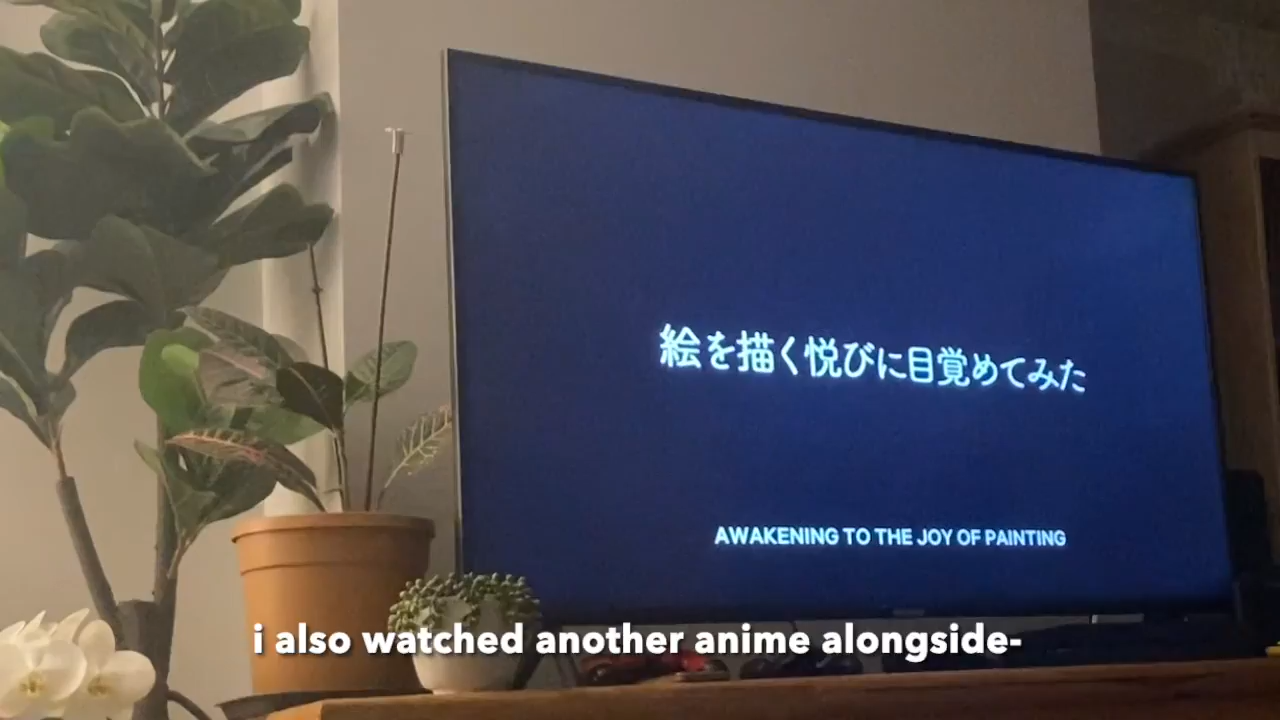 絵を描く悦びに目覚めてみた
AWAKENING TO THE JOY OF PAINTING
i also watched another anime alongside-